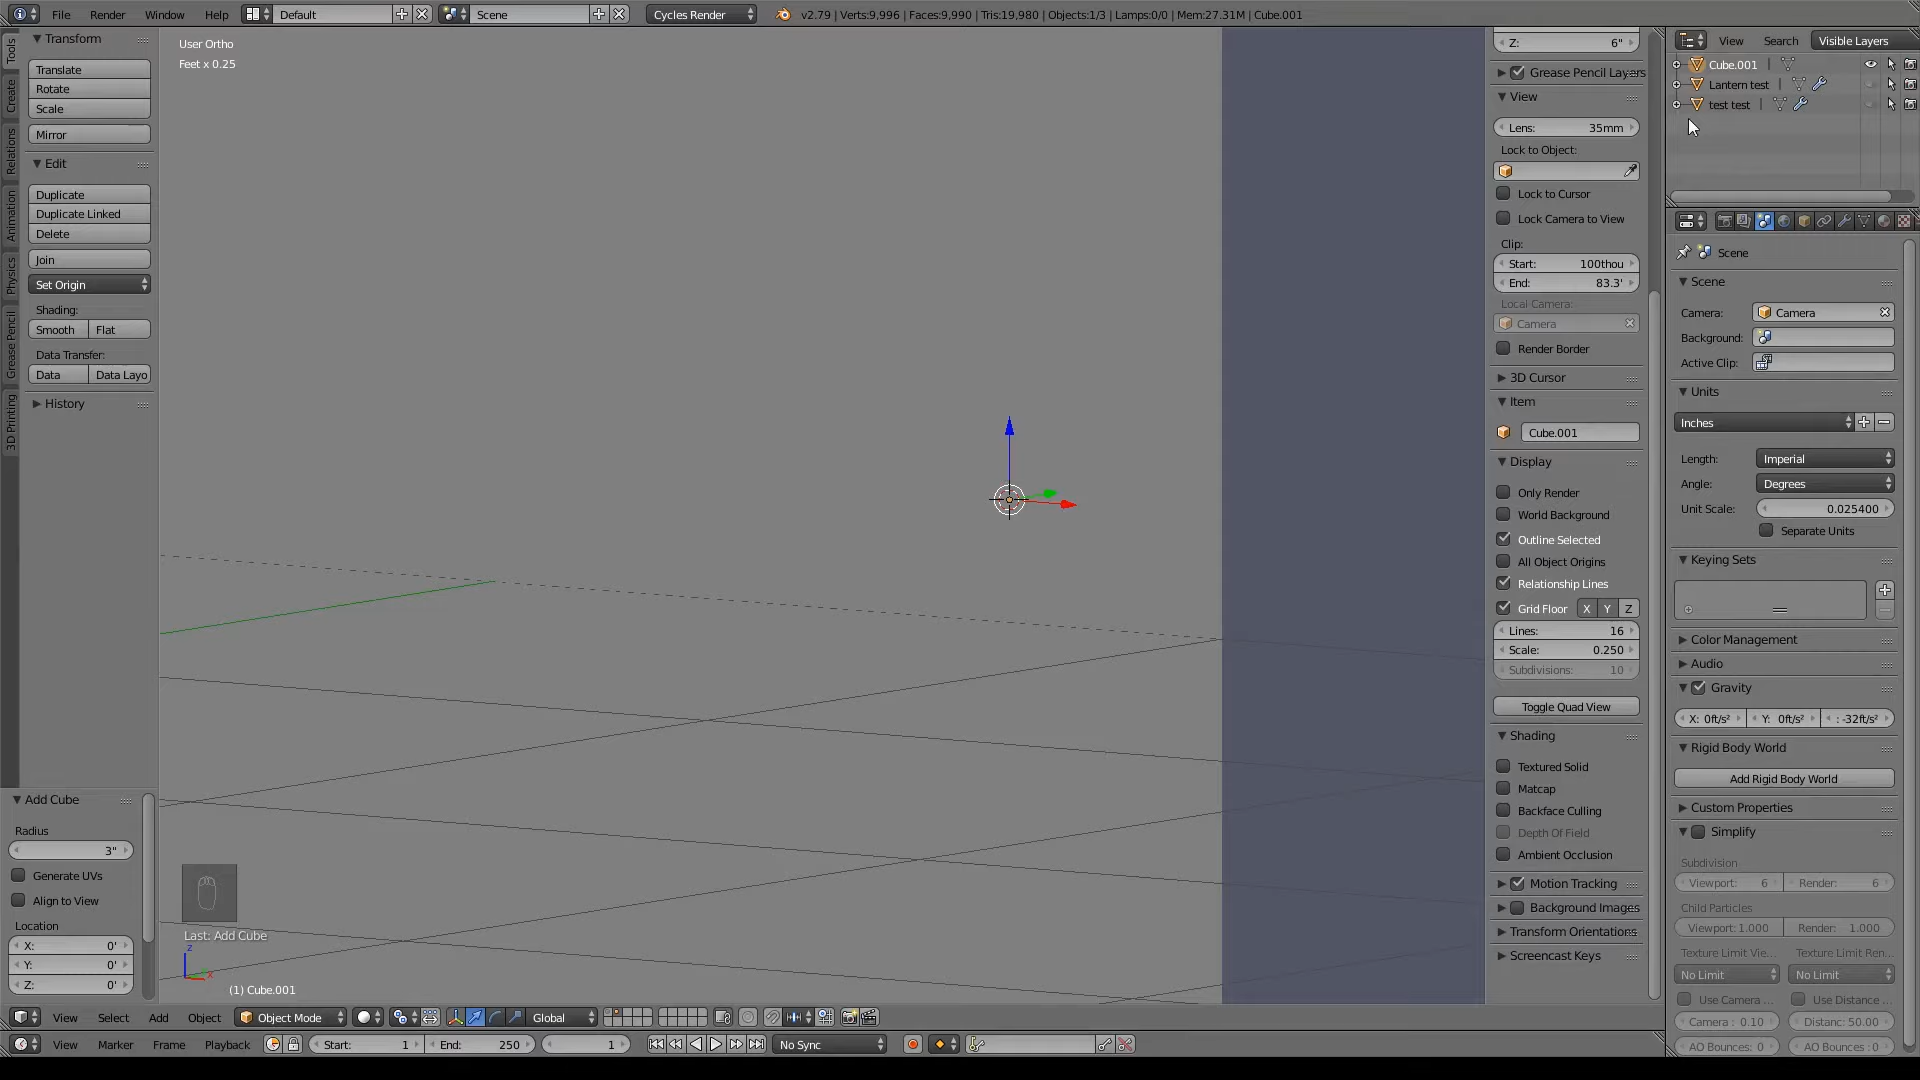 File
Render
Window
Help
Default
Scene
Cycles Render
v2.79 | Verts:9,996 | Faces:9,990 | Tris:19,980 | Objects:1/3 | Lamps:0/0 | Mem:27.31M | Cube.001
Tools
Create
Relations
Animation
Physics
Grease Pencil
3D Printing
Transform
Translate
Rotate
Scale
Mirror
Edit
Duplicate
Duplicate Linked
Delete
Join
Set Origin
Shading:
Smooth
Flat
Data Transfer:
Data
Data Layo
History
Add Cube
Radius
3"
Generate UVs
Align to View
Location
X: 0'
Y: 0'
Z: 0'
User Ortho
Feet x 0.25
Last: Add Cube
z
x
(1) Cube.001
Z: 6"
Grease Pencil Layers
View
Lens: 35mm
Lock to Object:
Lock to Cursor
Lock Camera to View
Clip:
Start: 100thou
End: 83.3'
Local Camera:
Camera
Render Border
3D Cursor
Item
Cube.001
Display
Only Render
World Background
Outline Selected
All Object Origins
Relationship Lines
Grid Floor X Y Z
Lines: 16
Scale: 0.250
Subdivisions: 10
Toggle Quad View
Shading
Textured Solid
Matcap
Backface Culling
Depth Of Field
Ambient Occlusion
Motion Tracking
Background Images
Transform Orientations
Screencast Keys
View
Search
Visible Layers
Cube.001
Lantern test
test test
Scene
Scene
Camera: Camera
Background:
Active Clip:
Units
Inches
Length: Imperial
Angle: Degrees
Unit Scale: 0.025400
Separate Units
Keying Sets
Color Management
Audio
Gravity
X: 0ft/s² Y: 0ft/s² : -32ft/s²
Rigid Body World
Add Rigid Body World
Custom Properties
Simplify
Subdivision
Viewport: 6 Render: 6
Child Particles
Viewport: 1.000 Render: 1.000
Texture Limit Vie... Texture Limit Ren...
No Limit No Limit
Use Camera ... Use Distance ...
Camera : 0.10 Distanc: 50.00
AO Bounces: 0 AO Bounces : 0
View Select Add Object Object Mode Global
View Marker Frame Playback Start: 1 End: 250 1 No Sync